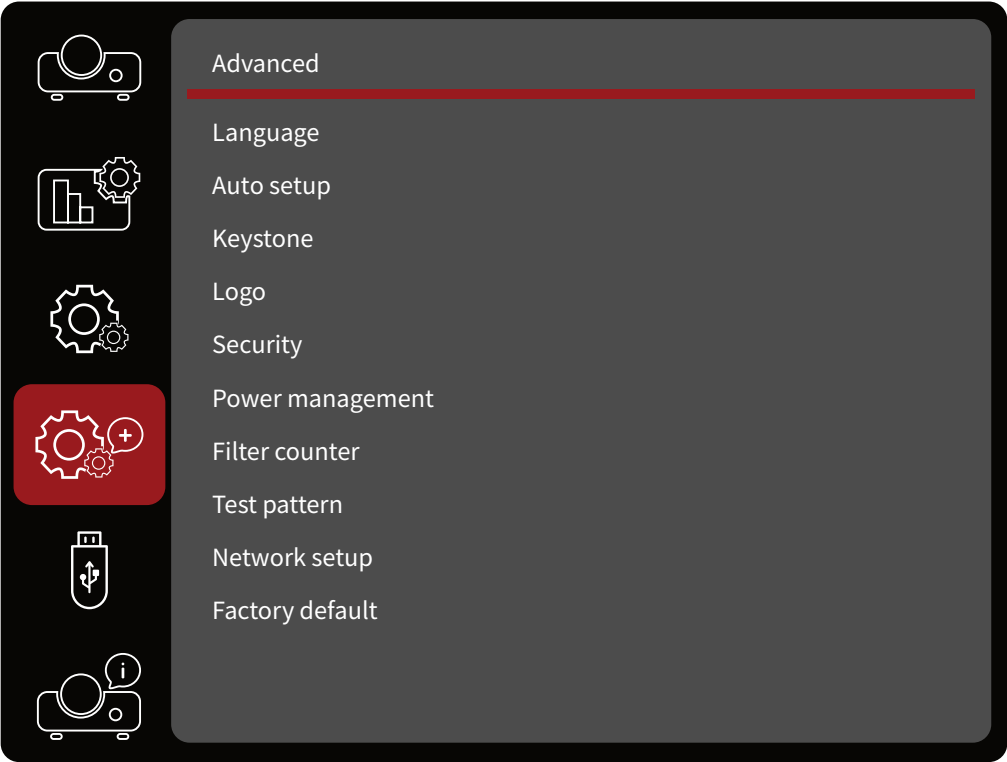 Advanced
Language
Auto setup
Keystone
Logo
Security
Power management
Filter counter
Test pattern
Network setup
Factory default